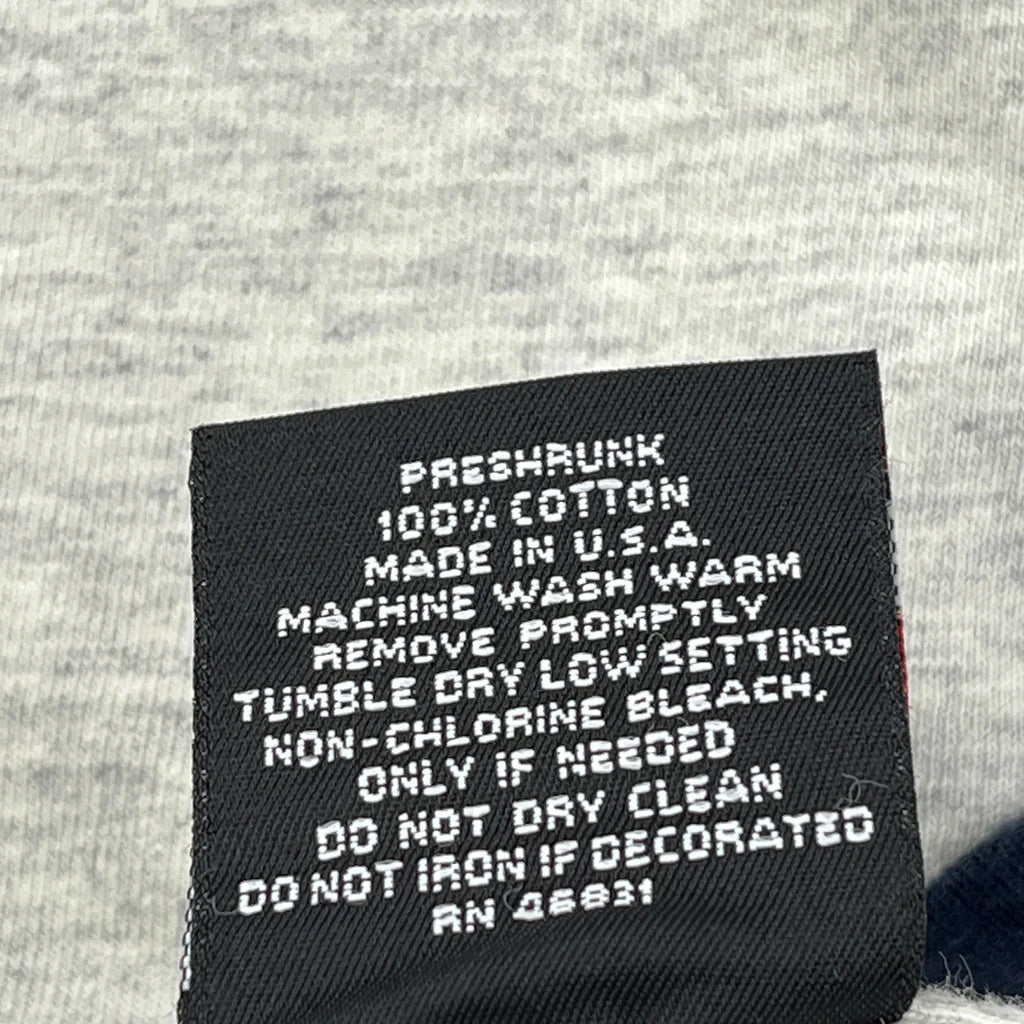 PRESHRUNK
100% COTTON
MADE IN U.S.A.
MACHINE WASH WARM
REMOVE PROMPTLY
TUMBLE DRY LOW SETTING
NON-CHLORINE BLEACH,
ONLY IF NEEDED
DO NOT DRY CLEAN
DO NOT IRON IF DECORATED
RN